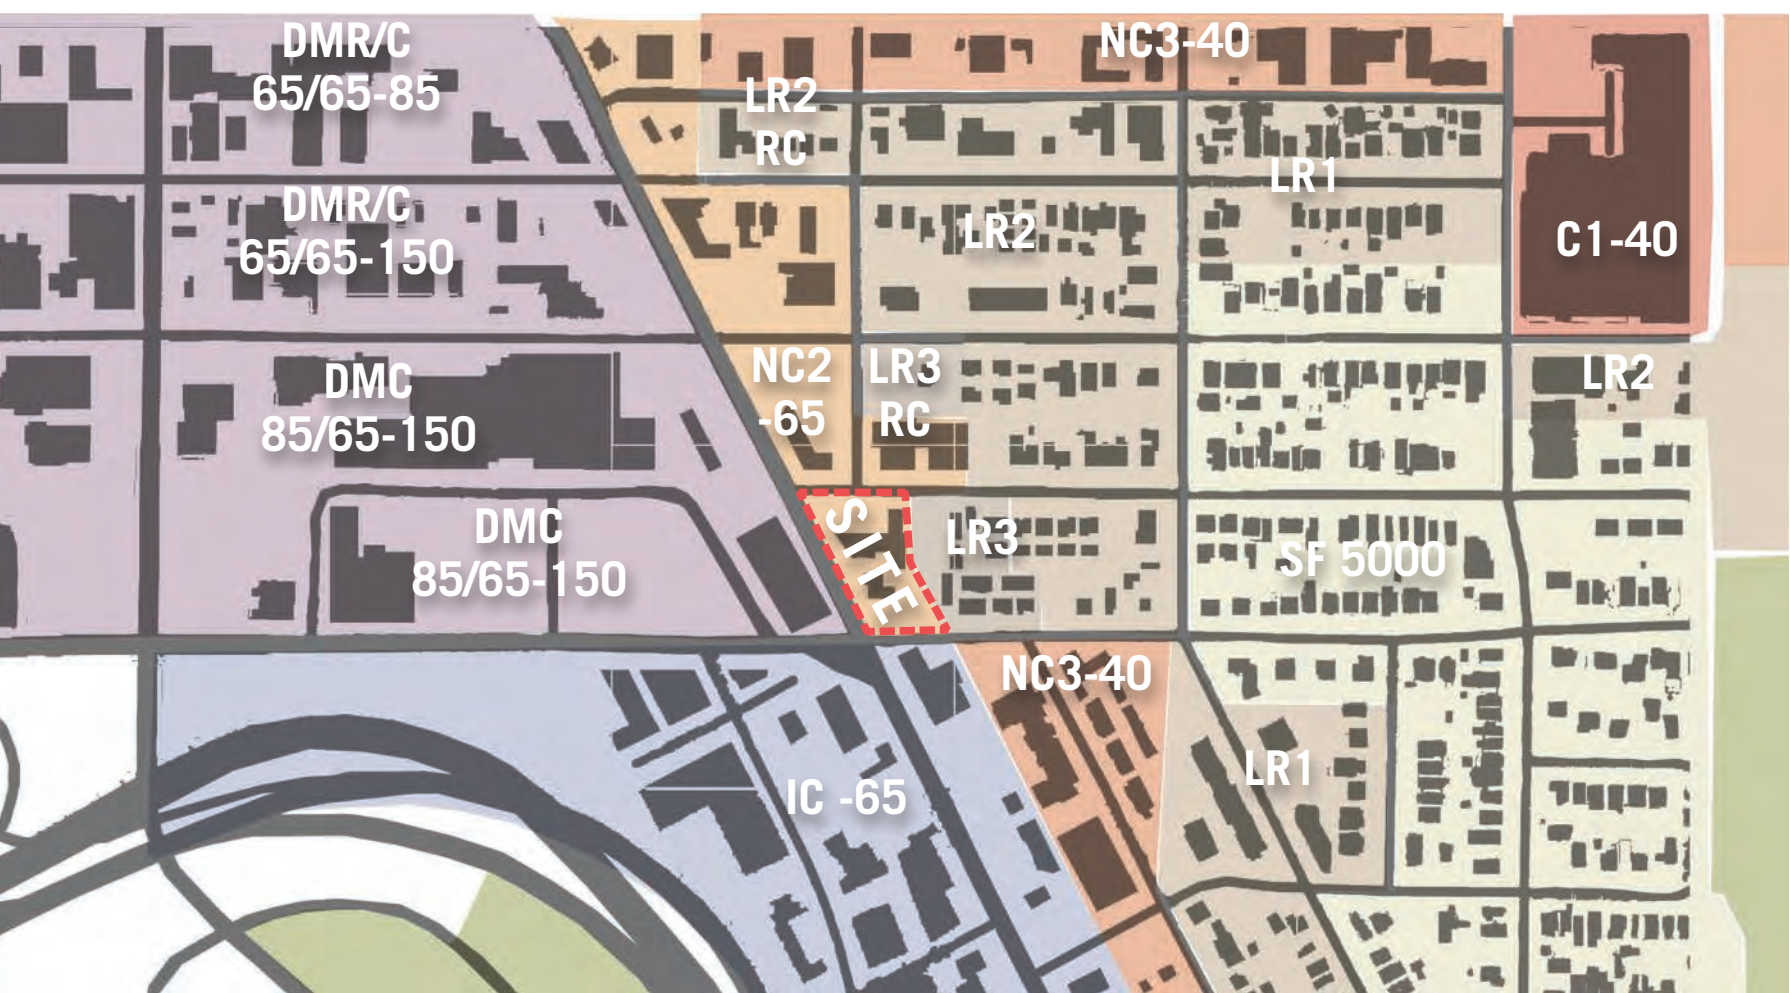 DMR/C
65/65-85
NC3-40
LR2
RC
LR1
DMR/C
65/65-150
LR2
C1-40
DMC
85/65-150
NC2
-65
LR3
RC
LR2
DMC
85/65-150
SITE
LR3
SF 5000
NC3-40
IC -65
LR1